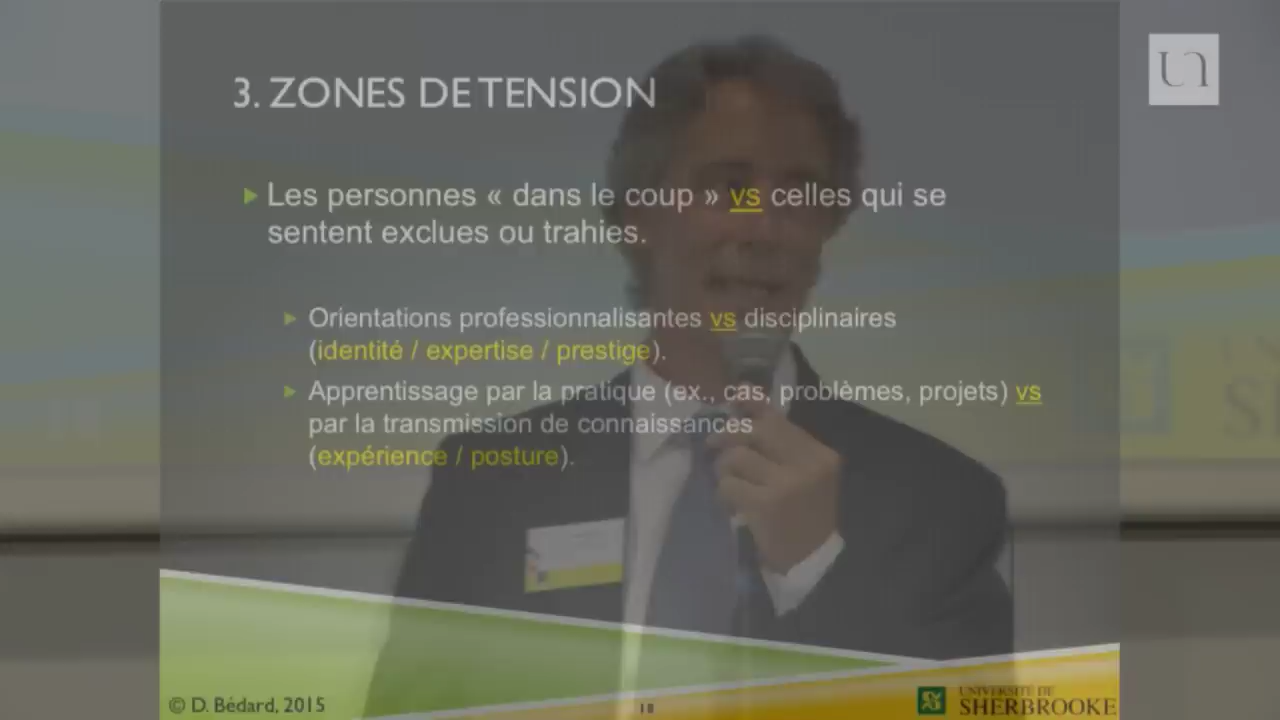 3. ZONES DE TENSION
Les personnes « dans le coup » vs celles qui se
sentent exclues ou trahies.
Orientations professionnalisantes vs disciplinaires
(identité / expertise / prestige).
Apprentissage par la pratique (ex., cas, problèmes, projets) vs
par la transmission de connaissances
(expérience / posture).
© D. Bédard, 2015
18
UNIVERSITÉ DE
SHERBROOKE